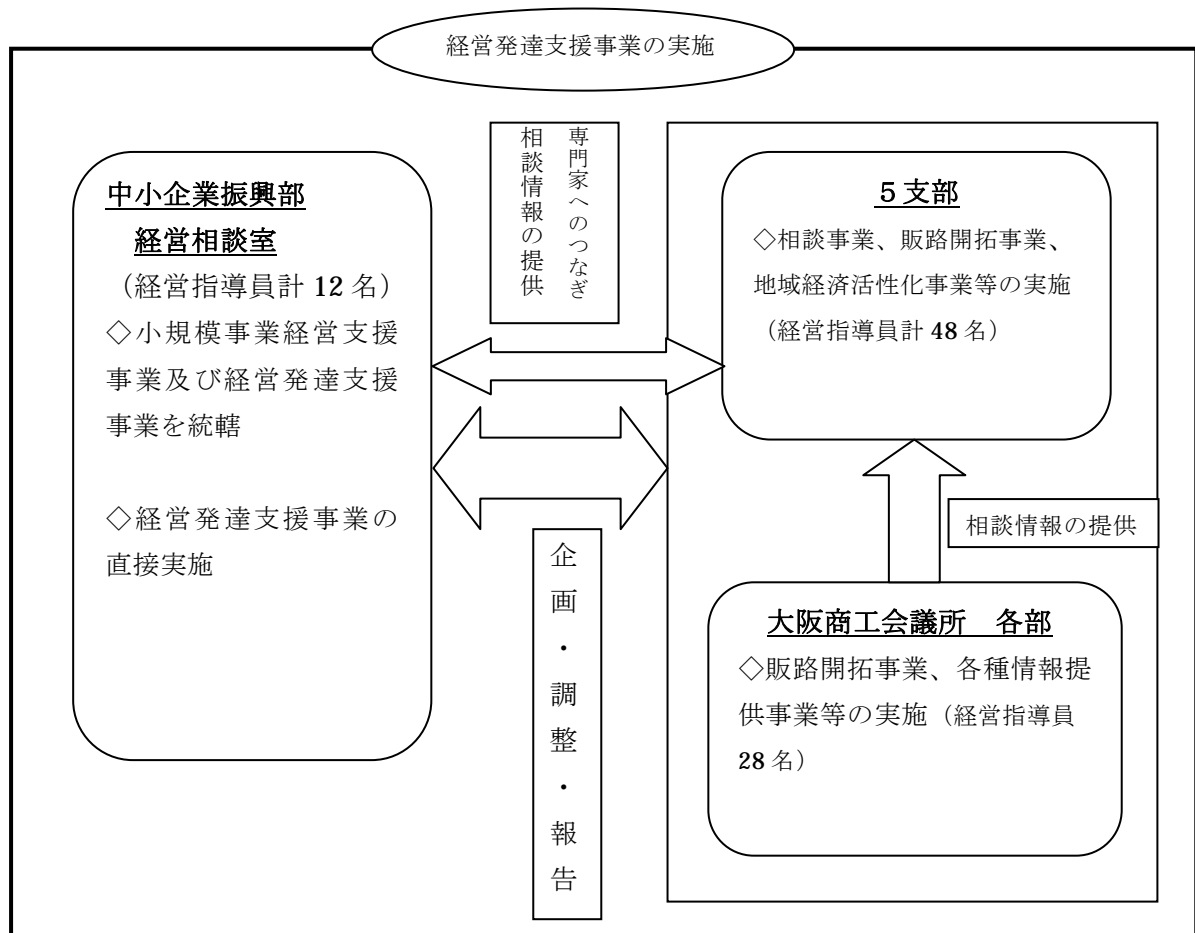 経営発達支援事業の実施
中小企業振興部
経営相談室
（経営指導員計 12 名）
◇小規模事業経営支援
事業及び経営発達支援
事業を統轄
◇経営発達支援事業の
直接実施
専門家へのつなぎ
相談情報の提供
企画・調整・報告
５支部
◇相談事業、販路開拓事業、
地域経済活性化事業等の実施
（経営指導員計 48 名）
相談情報の提供
大阪商工会議所　各部
◇販路開拓事業、各種情報提
供事業等の実施（経営指導員
28 名）